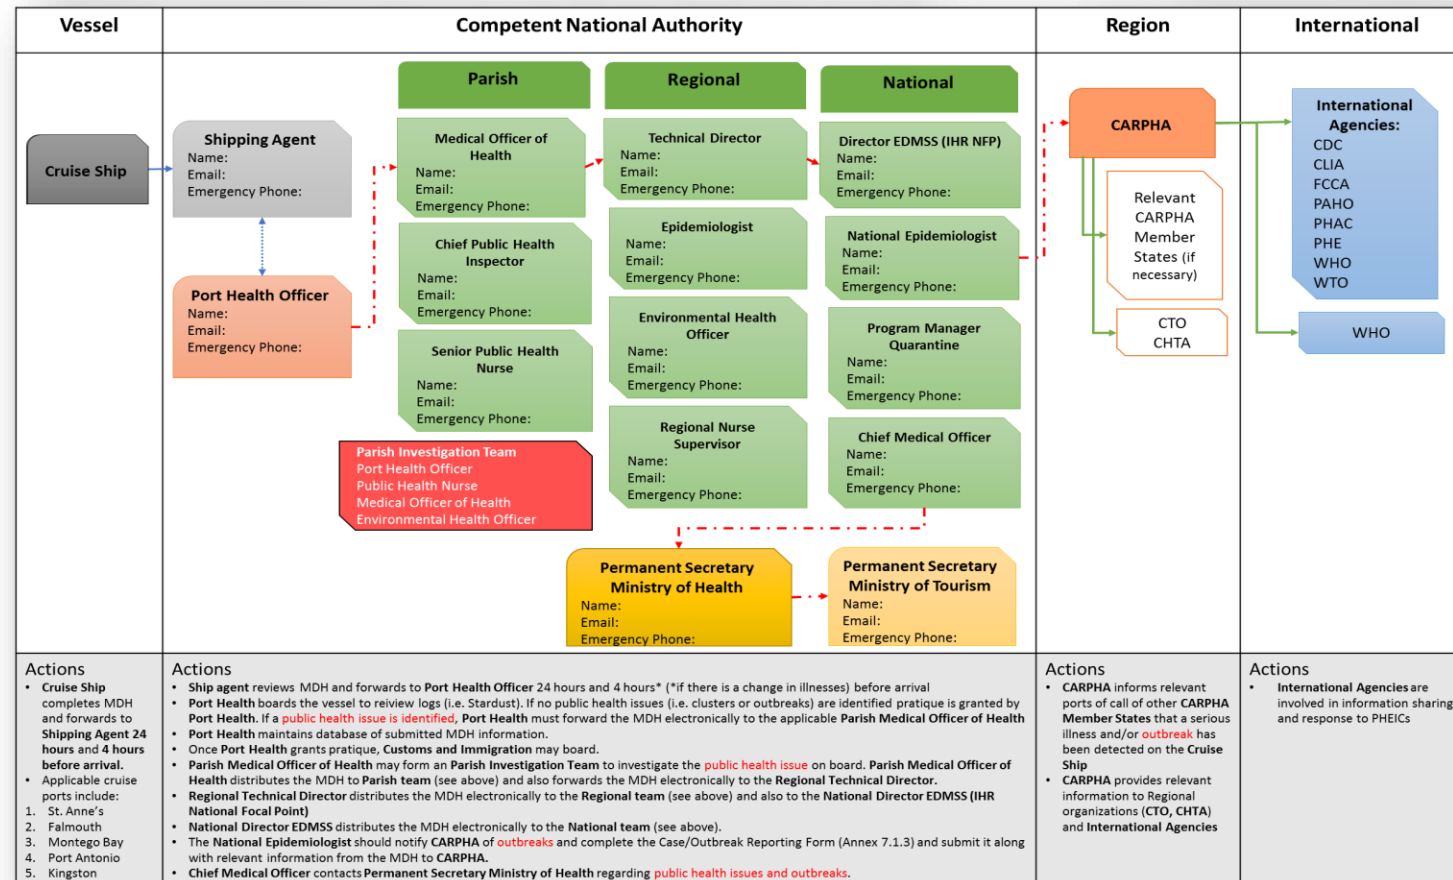 Vessel
Competent National Authority
Region
International
Cruise Ship
Shipping Agent
Name:
Email:
Emergency Phone:
Port Health Officer
Name:
Email:
Emergency Phone:
Parish
Medical Officer of
Health
Name:
Email:
Emergency Phone:
Chief Public Health
Inspector
Name:
Email:
Emergency Phone:
Senior Public Health
Nurse
Name:
Email:
Emergency Phone:
Parish Investigation Team
Port Health Officer
Public Health Nurse
Medical Officer of Health
Environmental Health Officer
Regional
Technical Director
Name:
Email:
Emergency Phone:
Epidemiologist
Name:
Email:
Emergency Phone:
Environmental Health
Officer
Name:
Email:
Emergency Phone:
Regional Nurse
Supervisor
Name:
Email:
Emergency Phone:
National
Director EDMSS (IHR NFP)
Name:
Email:
Emergency Phone:
National Epidemiologist
Name:
Email:
Emergency Phone:
Program Manager
Quarantine
Name:
Email:
Emergency Phone:
Chief Medical Officer
Name:
Email:
Emergency Phone:
Permanent Secretary
Ministry of Health
Name:
Email:
Emergency Phone:
Permanent Secretary
Ministry of Tourism
Name:
Email:
Emergency Phone:
CARPHA
Relevant
CARPHA
Member
States (if
necessary)
CTO
CHTA
International
Agencies:
CDC
CLIA
FCCA
PAHO
PHAC
PHE
WHO
WTO
WHO
Actions
• Cruise Ship
completes MDH
and forwards to
Shipping Agent 24
hours and 4 hours
before arrival.
• Applicable cruise
ports include:
1. St. Anne's
2. Falmouth
3. Montego Bay
4. Port Antonio
5. Kingston
Actions
• Ship agent reviews MDH and forwards to Port Health Officer 24 hours and 4 hours* (*if there is a change in illnesses) before arrival
• Port Health boards the vessel to reiview logs (i.e. Stardust). If no public health issues (i.e. clusters or outbreaks) are identified pratique is granted by
Port Health. If a public health issue is identified, Port Health must forward the MDH electronically to the applicable Parish Medical Officer of Health
• Port Health maintains database of submitted MDH information.
• Once Port Health grants pratique, Customs and Immigration may board.
• Parish Medical Officer of Health may form an Parish Investigation Team to investigate the public health issue on board. Parish Medical Officer of
Health distributes the MDH to Parish team (see above) and also forwards the MDH electronically to the Regional Technical Director.
• Regional Technical Director distributes the MDH electronically to the Regional team (see above) and also to the National Director EDMSS (IHR
National Focal Point)
• National Director EDMSS distributes the MDH electronically to the National team (see above).
• The National Epidemiologist should notify CARPHA of outbreaks and complete the Case/Outbreak Reporting Form (Annex 7.1.3) and submit it along
with relevant information from the MDH to CARPHA.
• Chief Medical Officer contacts Permanent Secretary Ministry of Health regarding public health issues and outbreaks.
Actions
• CARPHA informs relevant
ports of call of other CARPHA
Member States that a serious
illness and/or outbreak has
been detected on the Cruise
Ship
• CARPHA provides relevant
information to Regional
organizations (CTO, CHTA)
and International Agencies
Actions
• International Agencies are
involved in information sharing
and response to PHEICs